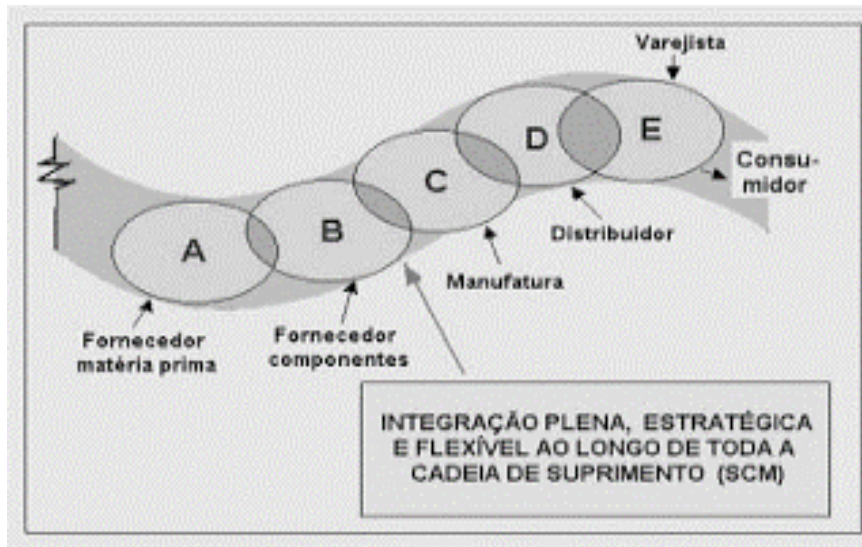 Varejista
A
B
C
D
E
Consu-
midor
Distribuidor
Manufatura
Fornecedor
matéria prima
Fornecedor
componentes
INTEGRAÇÃO PLENA, ESTRATÉGICA
E FLEXÍVEL AO LONGO DE TODA A
CADEIA DE SUPRIMENTO (SCM)